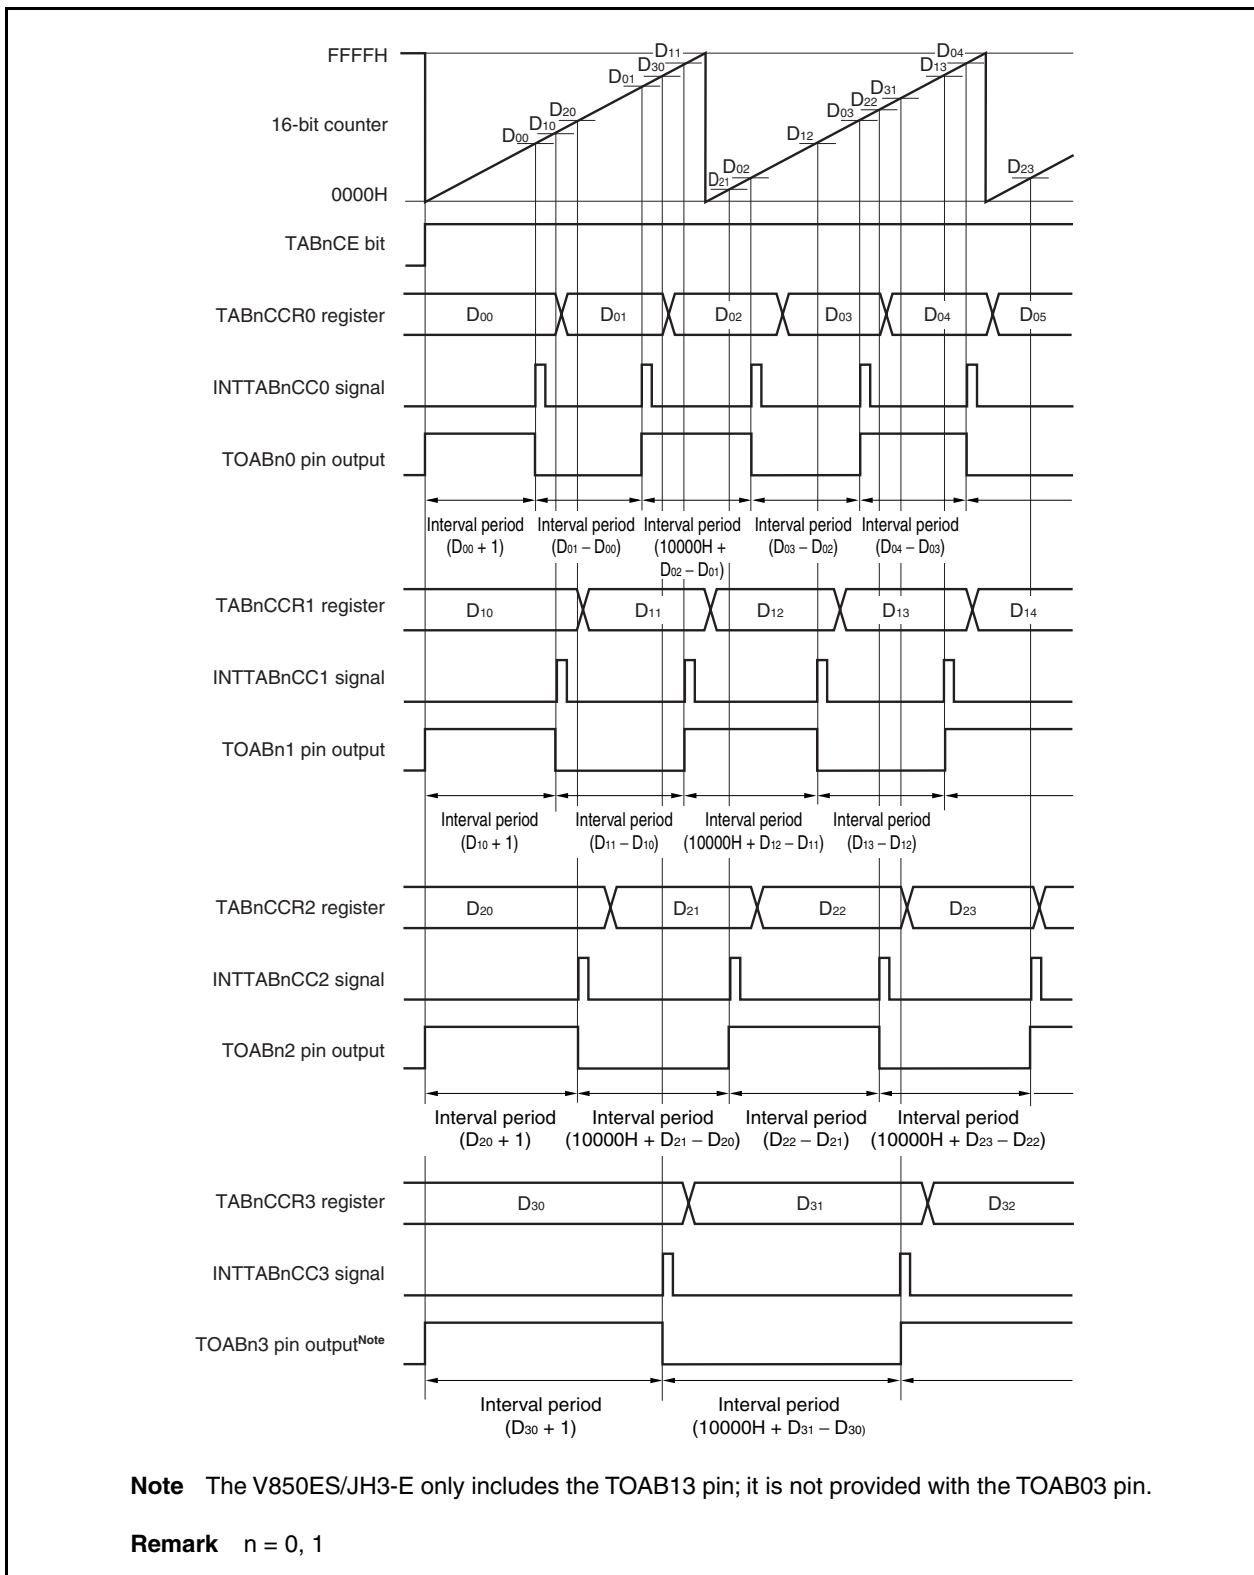 FFFFH
D11
D04
D30
D13
D01
D31
D20
D22
16-bit counter
D10
D03
D00
D12
D02
D23
D21
0000H
TABnCE bit
TABnCCR0 register D00 D01 D02 D03 D04 D05
INTTABnCC0 signal
TOABn0 pin output
Interval period Interval period Interval period Interval period Interval period
(D00 + 1) (D01 – D00) (10000H + (D03 – D02) (D04 – D03)
D02 – D01)
TABnCCR1 register D10 D11 D12 D13 D14
INTTABnCC1 signal
TOABn1 pin output
Interval period Interval period Interval period Interval period
(D10 + 1) (D11 – D10) (10000H + D12 – D11) (D13 – D12)
TABnCCR2 register D20 D21 D22 D23
INTTABnCC2 signal
TOABn2 pin output
Interval period Interval period Interval period Interval period
(D20 + 1) (10000H + D21 – D20) (D22 – D21) (10000H + D23 – D22)
TABnCCR3 register D30 D31 D32
INTTABnCC3 signal
TOABn3 pin outputNote
Interval period Interval period
(D30 + 1) (10000H + D31 – D30)
Note The V850ES/JH3-E only includes the TOAB13 pin; it is not provided with the TOAB03 pin.
Remark n = 0, 1